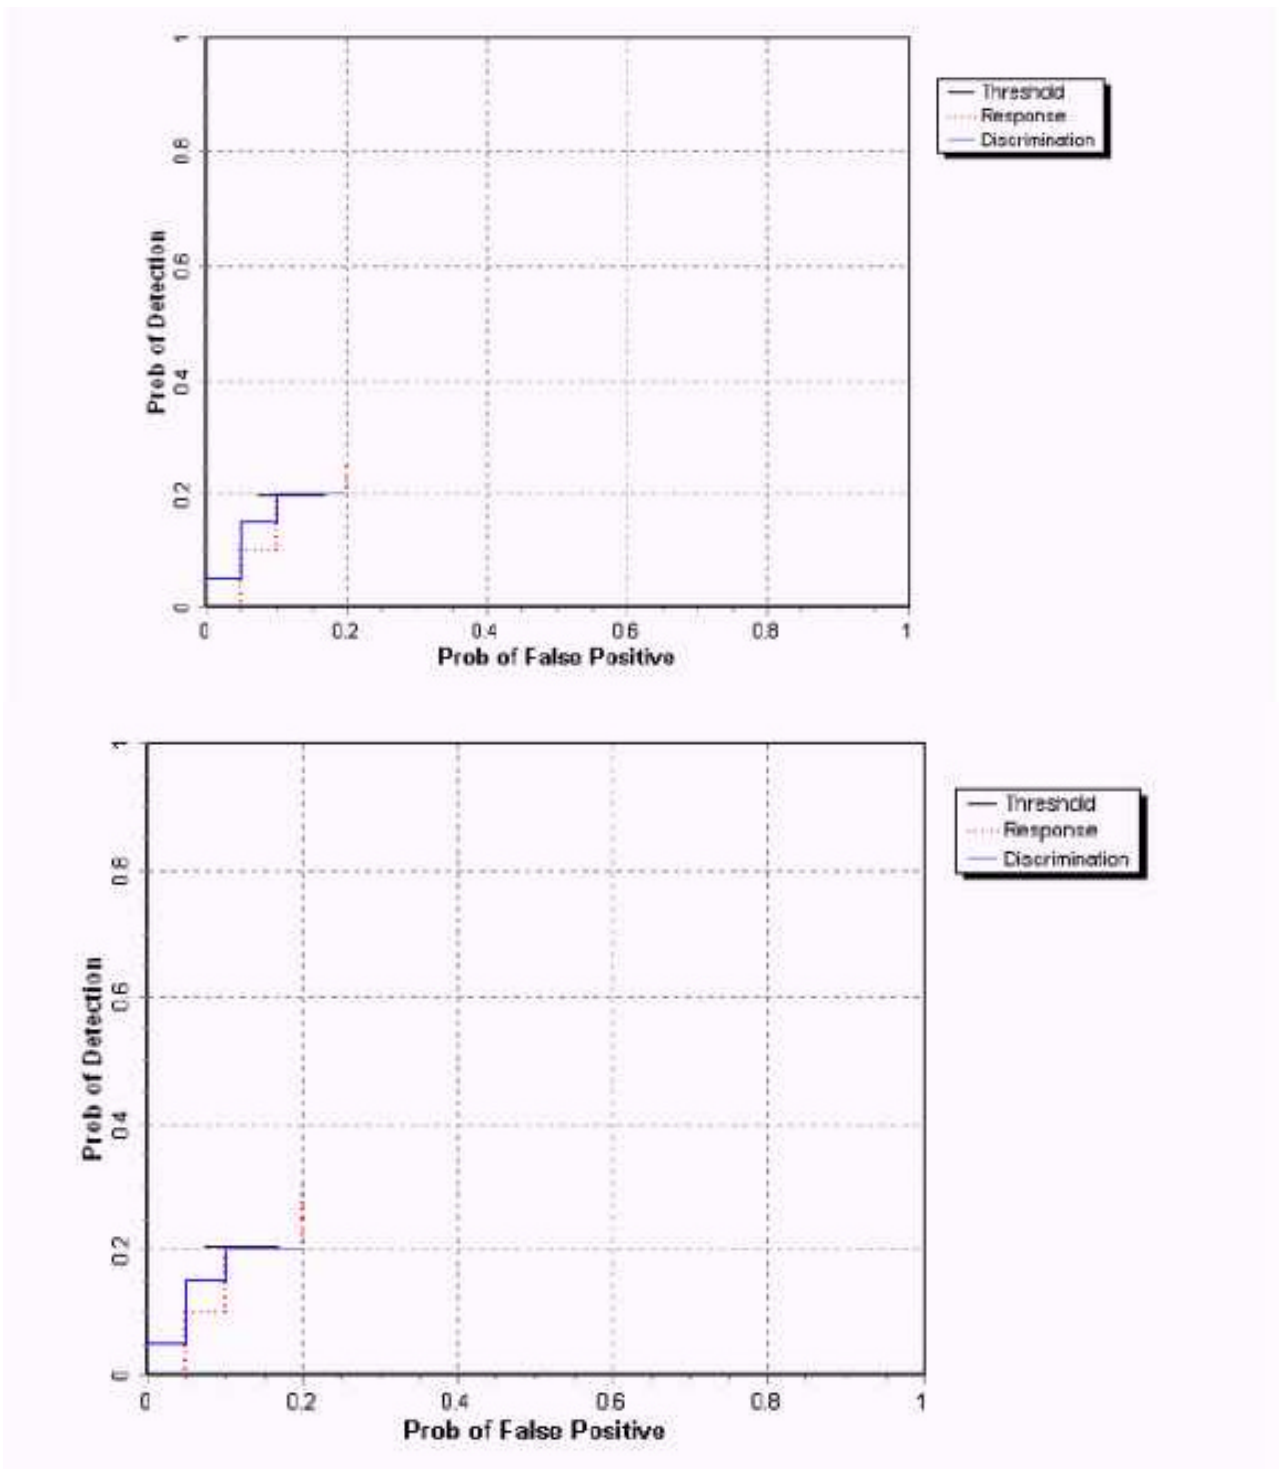 1
0.8
0.6
0.4
0.2
0
Prob of Detection
0 0.2 0.4 0.6 0.8 1
Prob of False Positive
Threshold
Response
Discrimination
1
0.8
0.6
0.4
0.2
0
Prob of Detection
0 0.2 0.4 0.6 0.8 1
Prob of False Positive
Threshold
Response
Discrimination